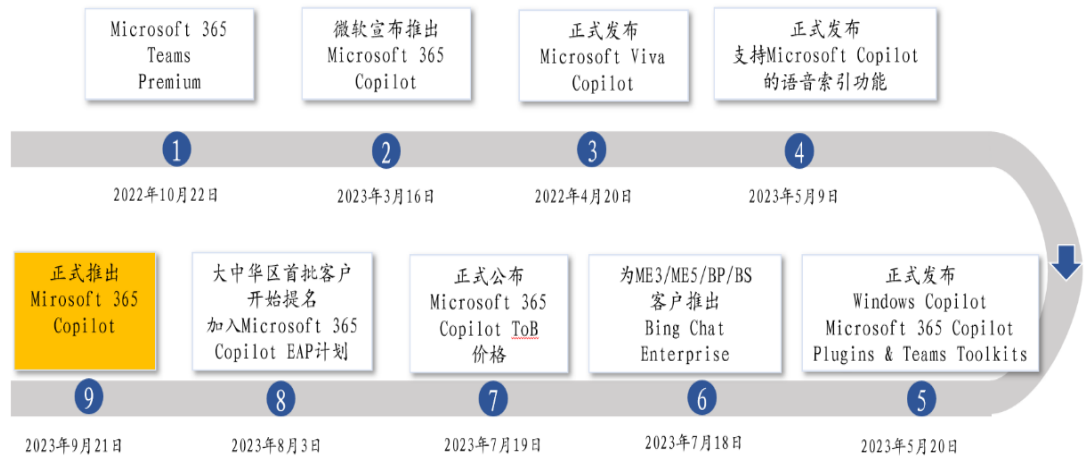 Microsoft 365
Teams
Premium
微软宣布推出
Microsoft 365
Copilot
正式发布
Microsoft Viva
Copilot
正式发布
支持Microsoft Copilot
的语音索引功能
1
2
3
4
2022年10月22日
2023年3月16日
2022年4月20日
2023年5月9日
正式推出
Mirosoft 365
Copilot
大中华区首批客户
开始提名
加入Microsoft 365
Copilot EAP计划
正式公布
Microsoft 365
Copilot ToB
价格
为ME3/ME5/BP/BS
客户推出
Bing Chat
Enterprise
正式发布
Windows Copilot
Microsoft 365 Copilot
Plugins & Teams Toolkits
9
8
7
6
5
2023年9月21日
2023年8月3日
2023年7月19日
2023年7月18日
2023年5月20日